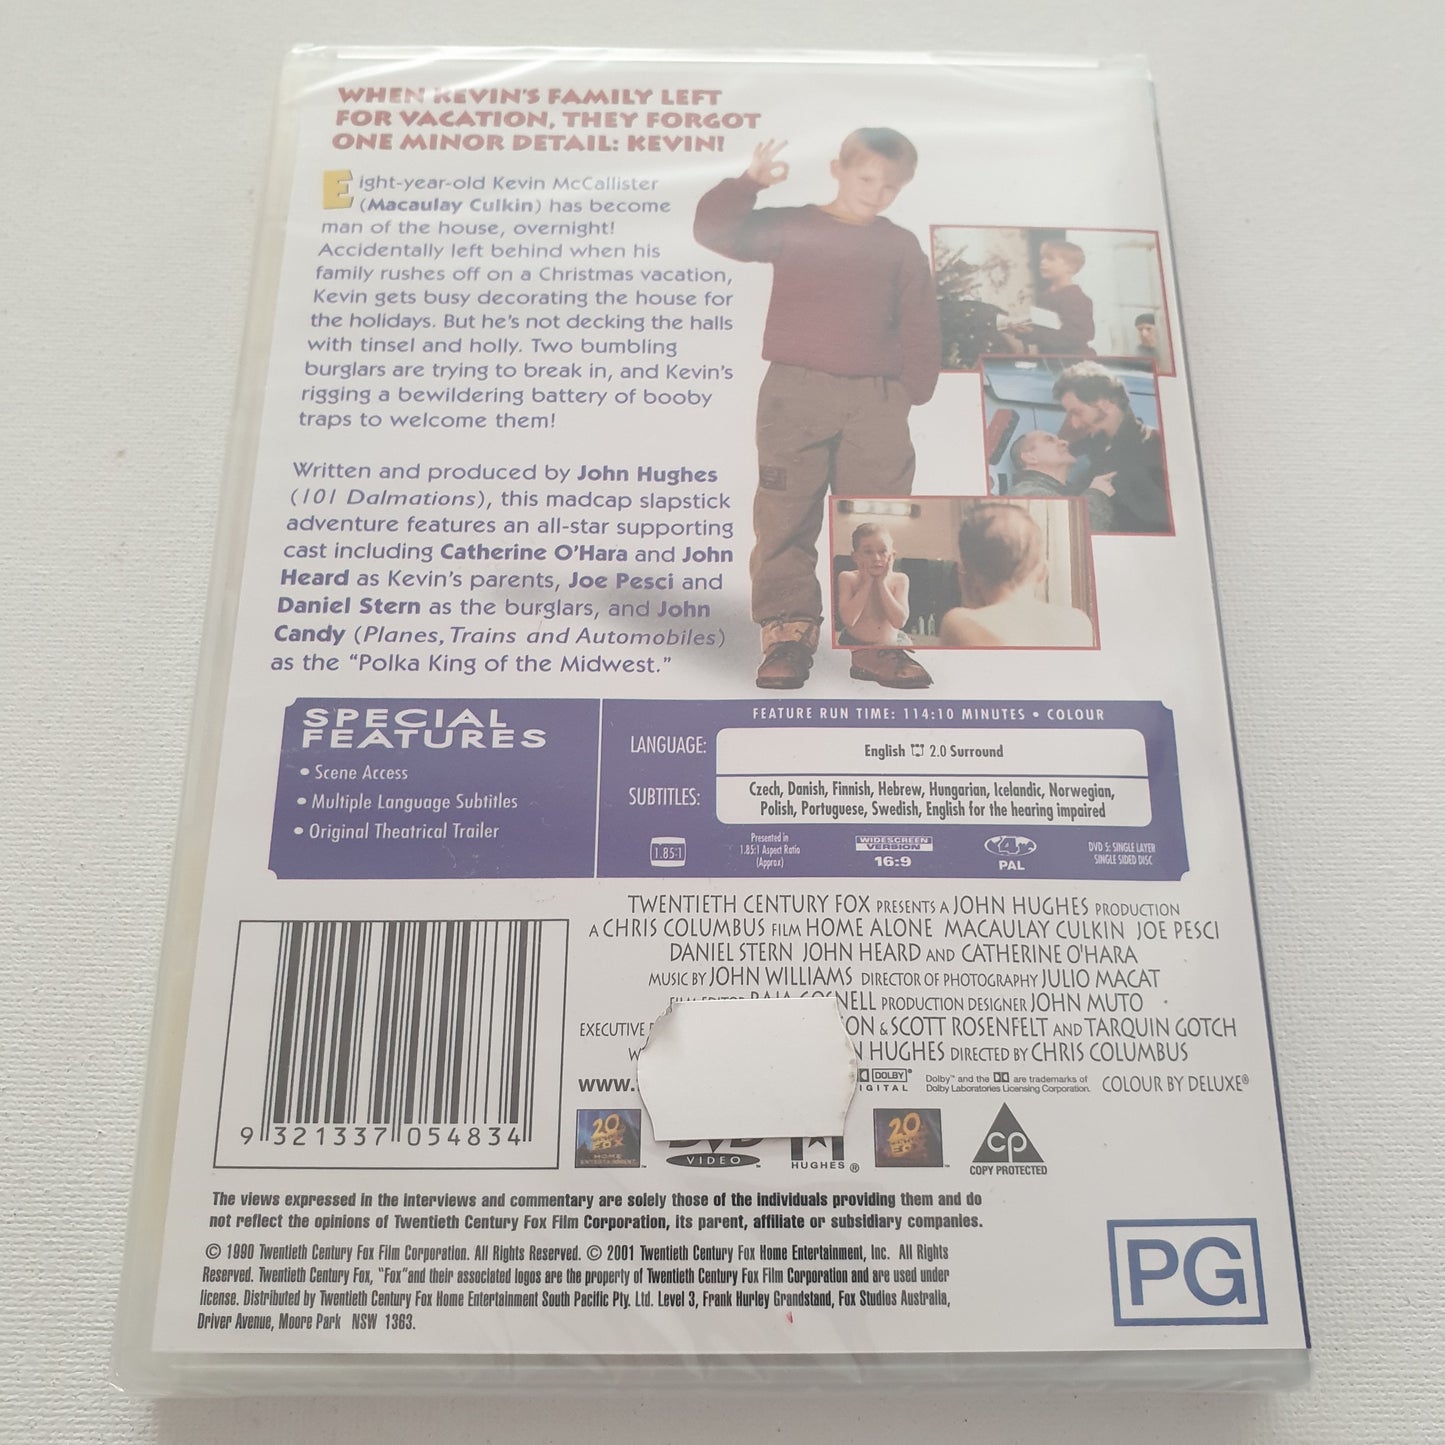 WHEN KEVIN'S FAMILY LEFT
FOR VACATION, THEY FORGOT
ONE MINOR DETAIL: KEVIN!
Eight-year-old Kevin McCallister
(Macaulay Culkin) has become
man of the house, overnight!
Accidentally left behind when his
family rushes off on a Christmas vacation,
Kevin gets busy decorating the house for
the holidays. But he's not decking the halls
with tinsel and holly. Two bumbling
burglars are trying to break in, and Kevin's
rigging a bewildering battery of booby
traps to welcome them!
Written and produced by John Hughes
(101 Dalmations), this madcap slapstick
adventure features an all-star supporting
cast including Catherine O'Hara and John
Heard as Kevin's parents, Joe Pesci and
Daniel Stern as the burglars, and John
Candy (Planes, Trains and Automobiles)
as the "Polka King of the Midwest."
SPECIAL
FEATURES
• Scene Access
• Multiple Language Subtitles
• Original Theatrical Trailer
FEATURE RUN TIME: 114:10 MINUTES • COLOUR
LANGUAGE:
English 2.0 Surround
SUBTITLES:
Czech, Danish, Finnish, Hebrew, Hungarian, Icelandic, Norwegian,
Polish, Portuguese, Swedish, English for the hearing impaired
1.85:1
Presented in
1.85:1 Aspect Ratio
(Approx)
WIDESCREEN
VERSION
16:9
4
PAL
DVD 5: SINGLE LAYER
SINGLE SIDED DISC
TWENTIETH CENTURY FOX PRESENTS A JOHN HUGHES PRODUCTION
A CHRIS COLUMBUS FILM HOME ALONE MACAULAY CULKIN JOE PESCI
DANIEL STERN JOHN HEARD AND CATHERINE O'HARA
MUSIC BY JOHN WILLIAMS DIRECTOR OF PHOTOGRAPHY JULIO MACAT
FILM EDITOR RAJA GOSNELL PRODUCTION DESIGNER JOHN MUTO
EXECUTIVE & SCOTT ROSENFELT AND TARQUIN GOTCH
HUGHES DIRECTED BY CHRIS COLUMBUS
www.
DOLBY
DIGITAL
Dolby™ and the are trademarks of
Dolby Laboratories Licensing Corporation.
COLOUR BY DELUXE®
9 321337 054834
20
FOX
HOME
ENTERTAINMENT
DVD
VIDEO
HUGHES ®
20
FOX
CP
COPY PROTECTED
The views expressed in the interviews and commentary are solely those of the individuals providing them and do
not reflect the opinions of Twentieth Century Fox Film Corporation, its parent, affiliate or subsidiary companies.
© 1990 Twentieth Century Fox Film Corporation. All Rights Reserved. © 2001 Twentieth Century Fox Home Entertainment, Inc. All Rights
Reserved. Twentieth Century Fox, "Fox"and their associated logos are the property of Twentieth Century Fox Film Corporation and are used under
license. Distributed by Twentieth Century Fox Home Entertainment South Pacific Pty. Ltd. Level 3, Frank Hurley Grandstand, Fox Studios Australia,
Driver Avenue, Moore Park NSW 1363.
PG